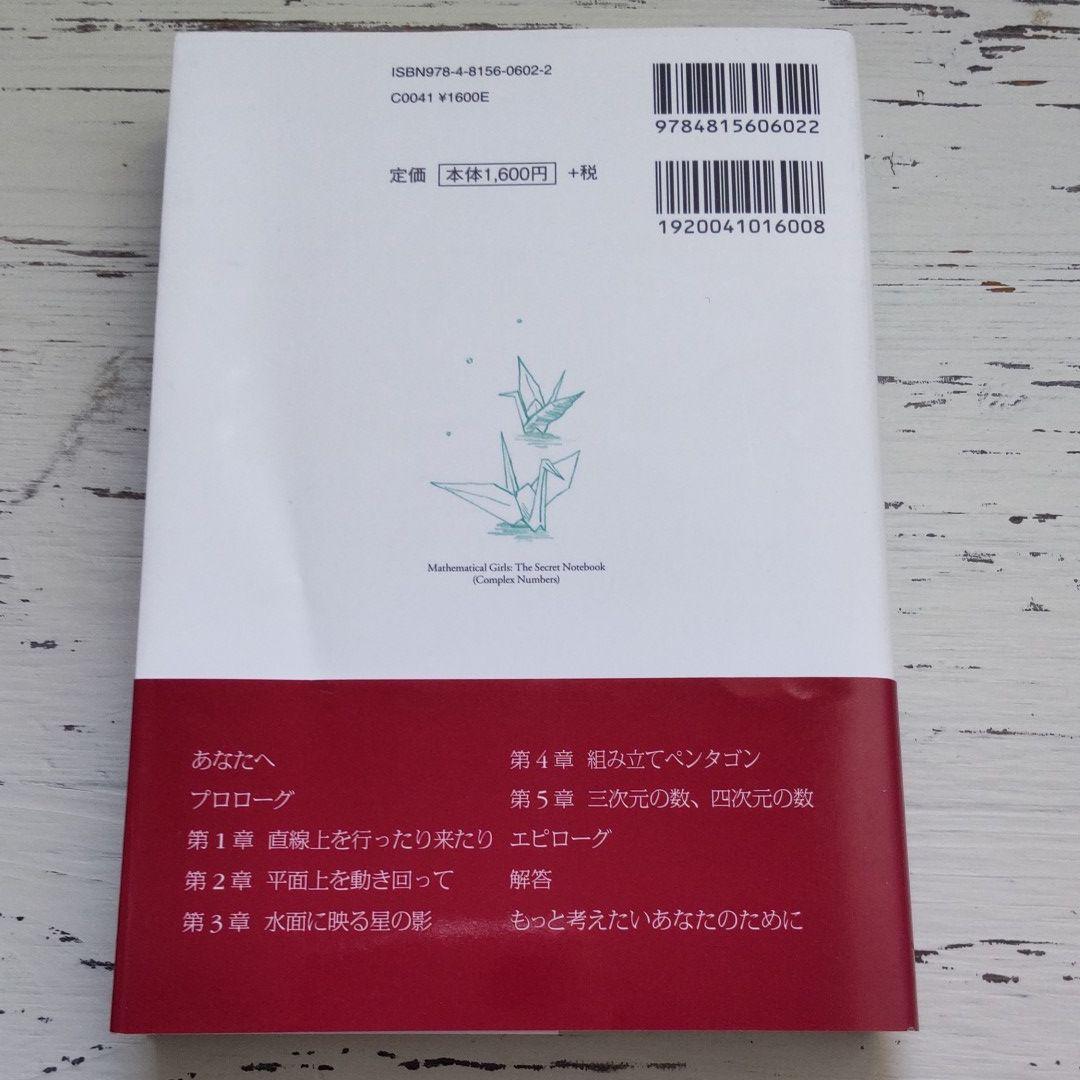 ISBN978-4-8156-0602-2
C0041 ¥1600E
9784815606022
定価 本体1,600円 +税
1920041016008
Mathematical Girls: The Secret Notebook
(Complex Numbers)
あなたへ
プロローグ
第1章 直線上を行ったり来たり
第2章 平面上を動き回って
第3章 水面に映る星の影
第4章 組み立てペンタゴン
第5章 三次元の数、四次元の数
エピローグ
解答
もっと考えたいあなたのために